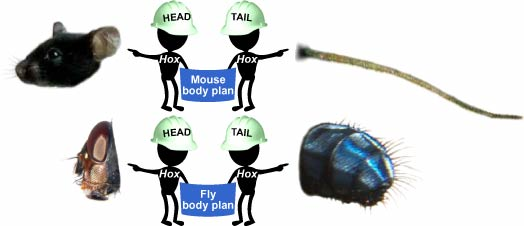 HEAD TAIL
Hox Hox
Mouse
body plan
HEAD TAIL
Hox Hox
Fly
body plan